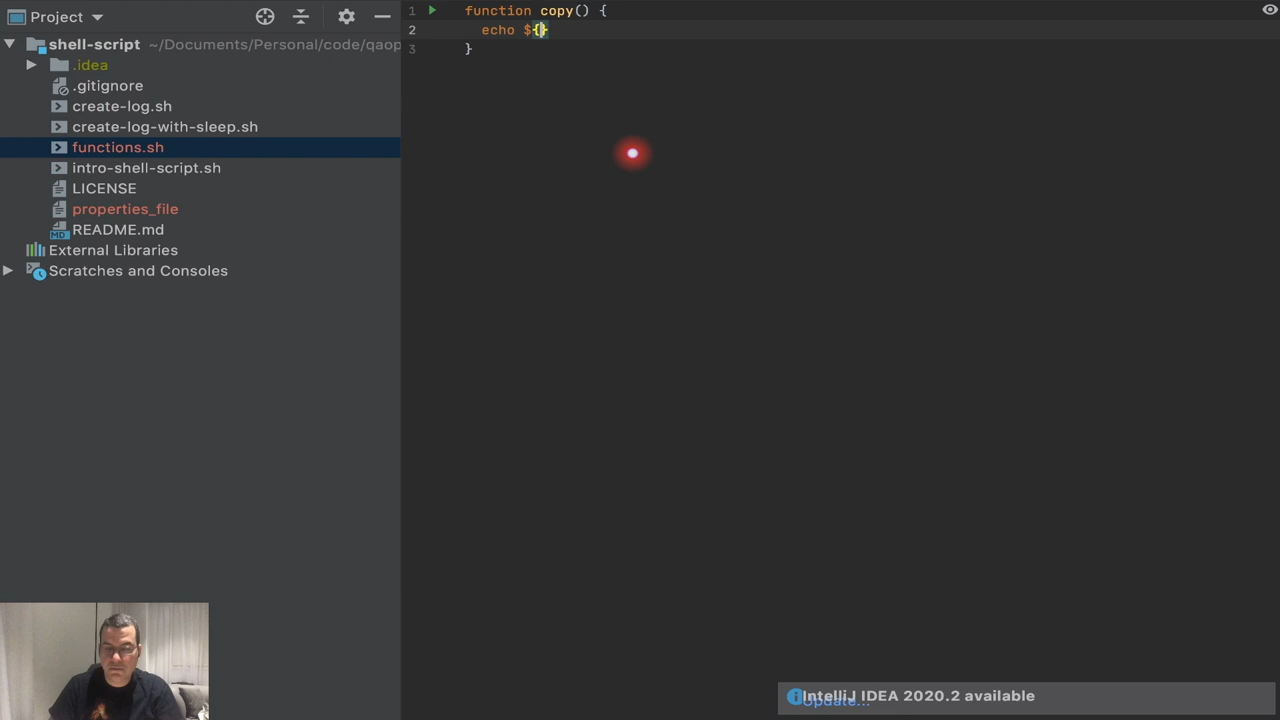 Project
shell-script ~/Documents/Personal/code/qaop
.idea
.gitignore
create-log.sh
create-log-with-sleep.sh
functions.sh
intro-shell-script.sh
LICENSE
properties_file
MD README.md
External Libraries
Scratches and Consoles
1 function copy() {
2 echo ${}
3 }
IntelliJ IDEA 2020.2 available
Update...